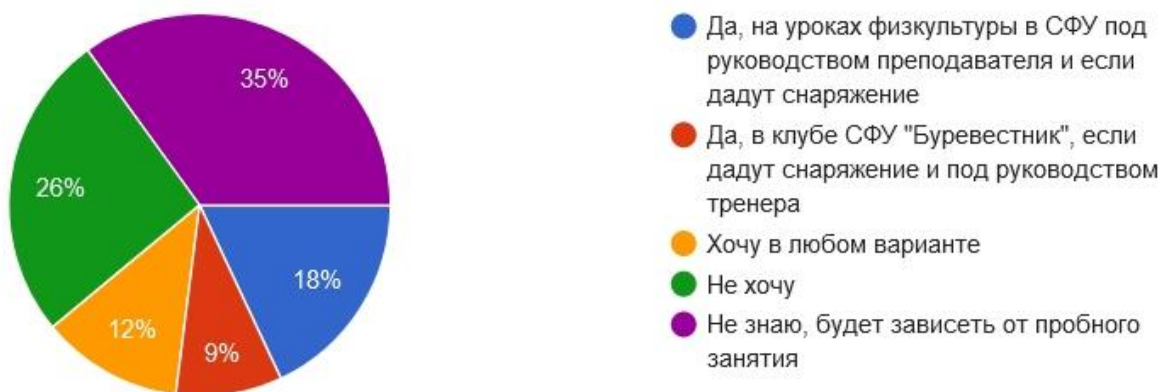 35%
26%
18%
12%
9%
Да, на уроках физкультуры в СФУ под
руководством преподавателя и если
дадут снаряжение
Да, в клубе СФУ "Буревестник", если
дадут снаряжение и под руководством
тренера
Хочу в любом варианте
Не хочу
Не знаю, будет зависеть от пробного
занятия